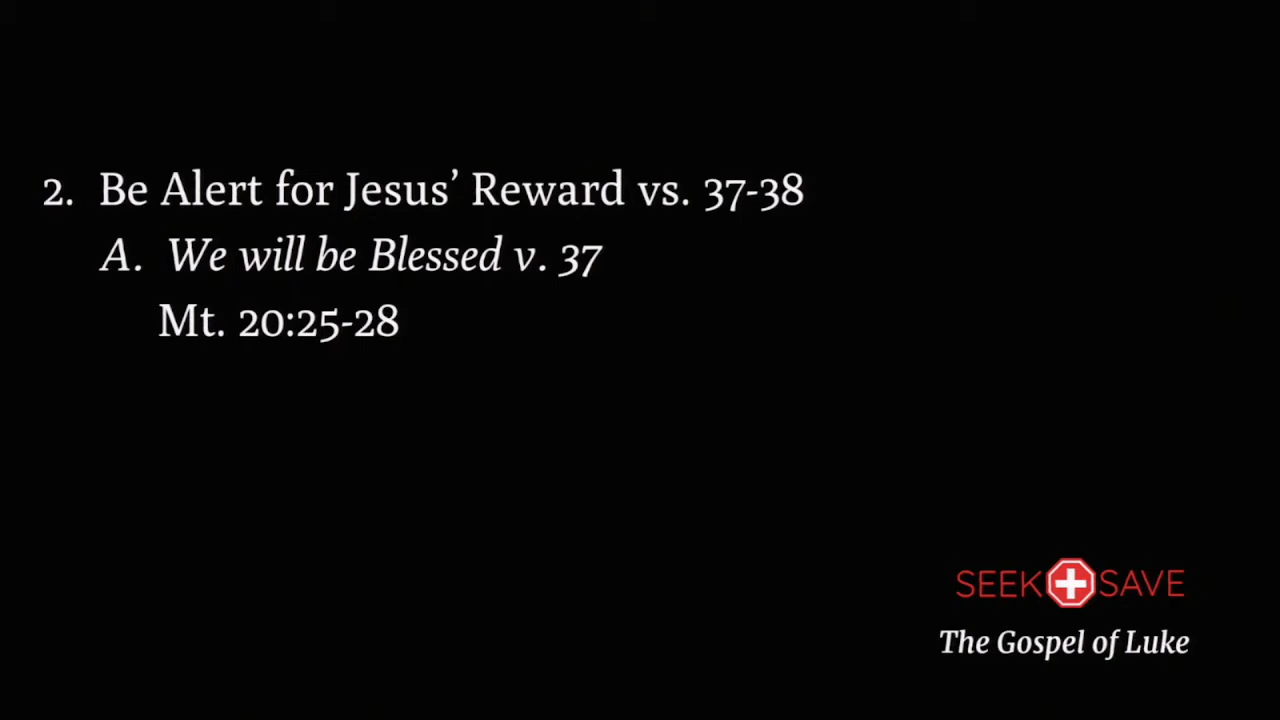 2. Be Alert for Jesus’ Reward vs. 37-38
A. We will be Blessed v. 37
Mt. 20:25-28
SEEK SAVE
The Gospel of Luke